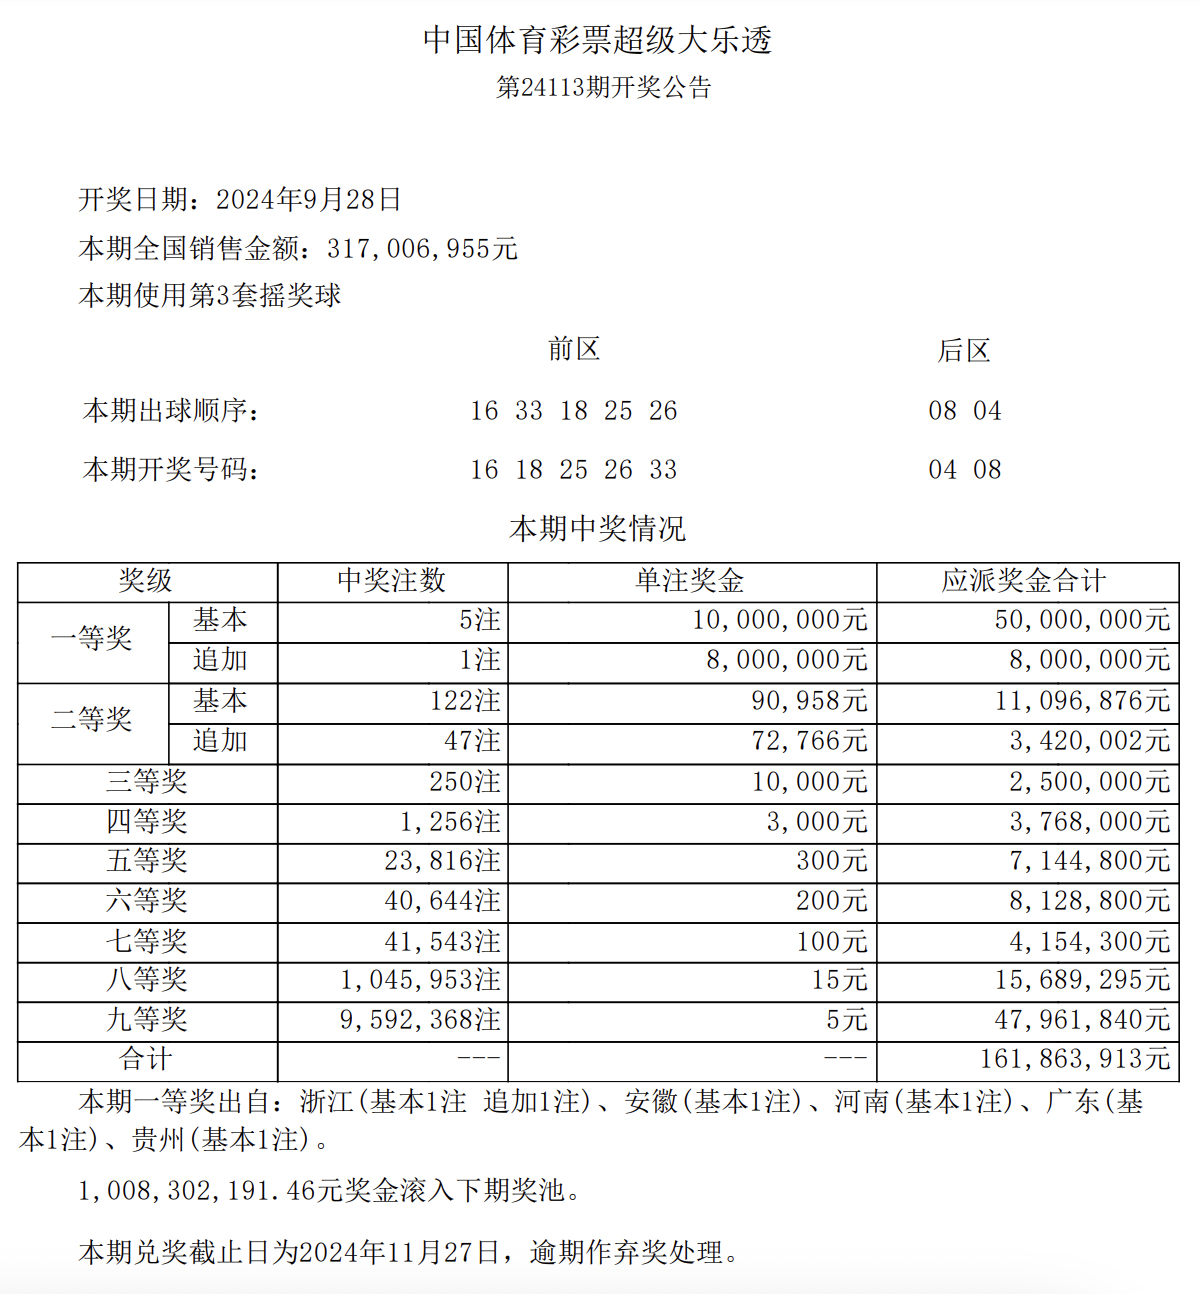 中国体育彩票超级大乐透
第24113期开奖公告
开奖日期：2024年9月28日
本期全国销售金额：317,006,955元
本期使用第3套摇奖球
前区 后区
本期出球顺序： 16 33 18 25 26 08 04
本期开奖号码： 16 18 25 26 33 04 08
本期中奖情况
奖级 中奖注数 单注奖金 应派奖金合计
一等奖 基本 5注 10,000,000元 50,000,000元
追加 1注 8,000,000元 8,000,000元
二等奖 基本 122注 90,958元 11,096,876元
追加 47注 72,766元 3,420,002元
三等奖 250注 10,000元 2,500,000元
四等奖 1,256注 3,000元 3,768,000元
五等奖 23,816注 300元 7,144,800元
六等奖 40,644注 200元 8,128,800元
七等奖 41,543注 100元 4,154,300元
八等奖 1,045,953注 15元 15,689,295元
九等奖 9,592,368注 5元 47,961,840元
合计 --- --- 161,863,913元
本期一等奖出自：浙江(基本1注 追加1注)、安徽(基本1注)、河南(基本1注)、广东(基
本1注)、贵州(基本1注)。
1,008,302,191.46元奖金滚入下期奖池。
本期兑奖截止日为2024年11月27日，逾期作弃奖处理。